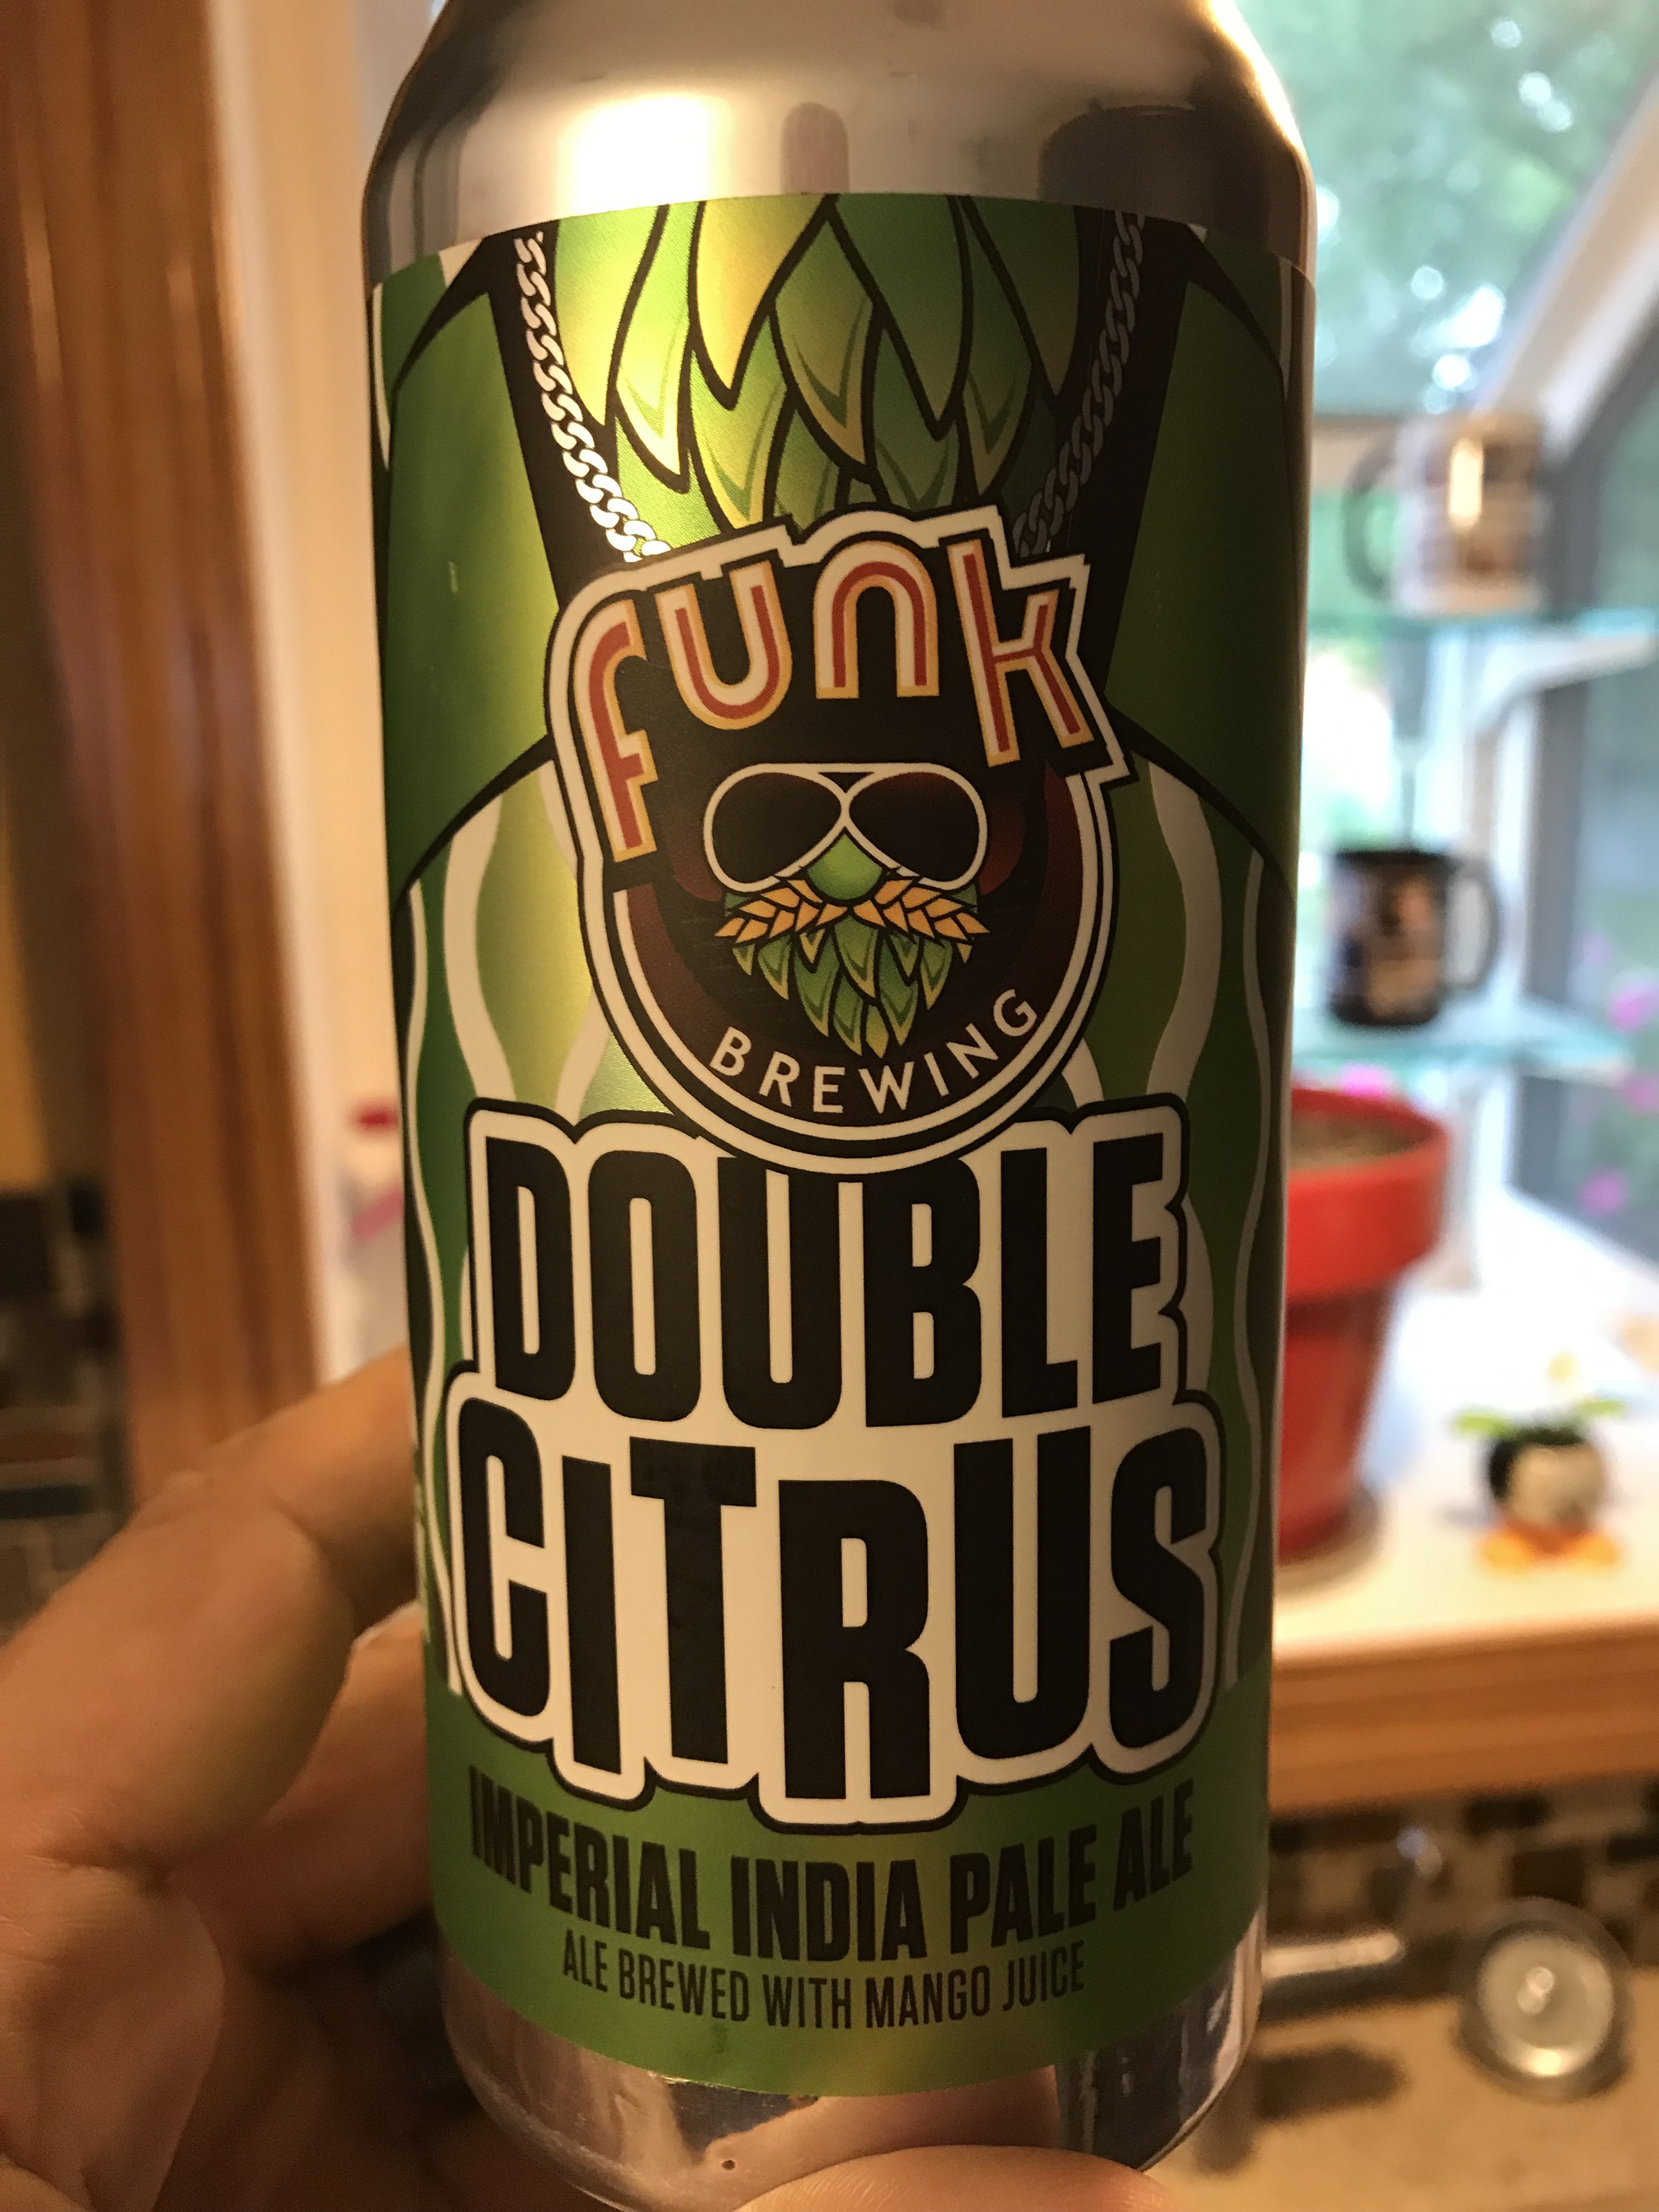 funk
BREWING
DOUBLE
CITRUS
IMPERIAL INDIA PALE ALE
ALE BREWED WITH MANGO JUICE